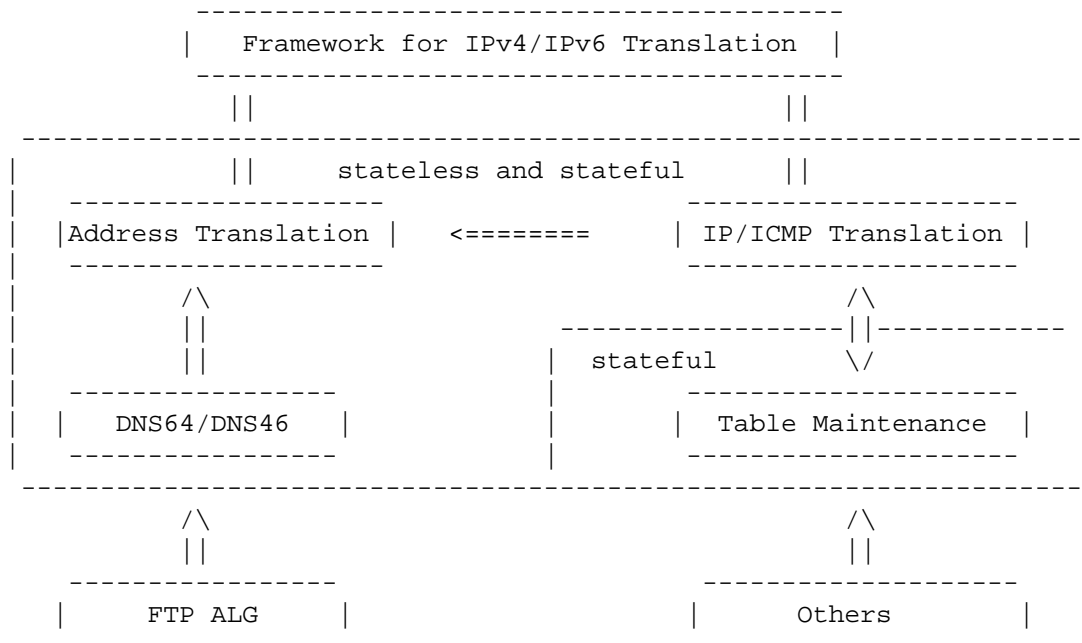 Framework for IPv4/IPv6 Translation
stateless and stateful
Address Translation <======== IP/ICMP Translation
stateful
DNS64/DNS46 Table Maintenance
FTP ALG Others